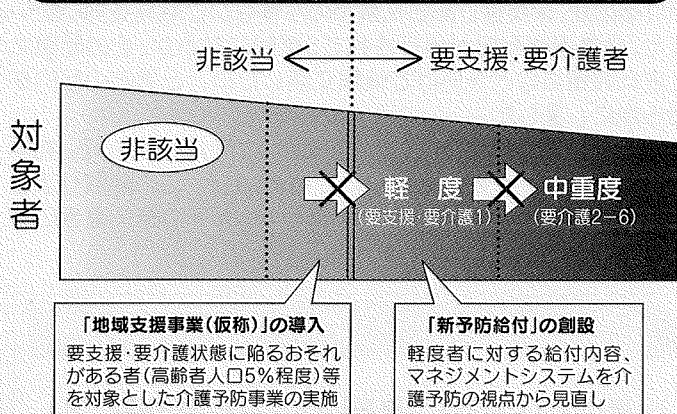 非該当
要支援・要介護者
対象者
非該当
軽度
(要支援・要介護1)
中重度
(要介護2−6)
「地域支援事業(仮称)」の導入
要支援・要介護状態に陥るおそれ
がある者(高齢者人口5%程度)等
を対象とした介護予防事業の実施
「新予防給付」の創設
軽度者に対する給付内容、
マネジメントシステムを介
護予防の視点から見直し